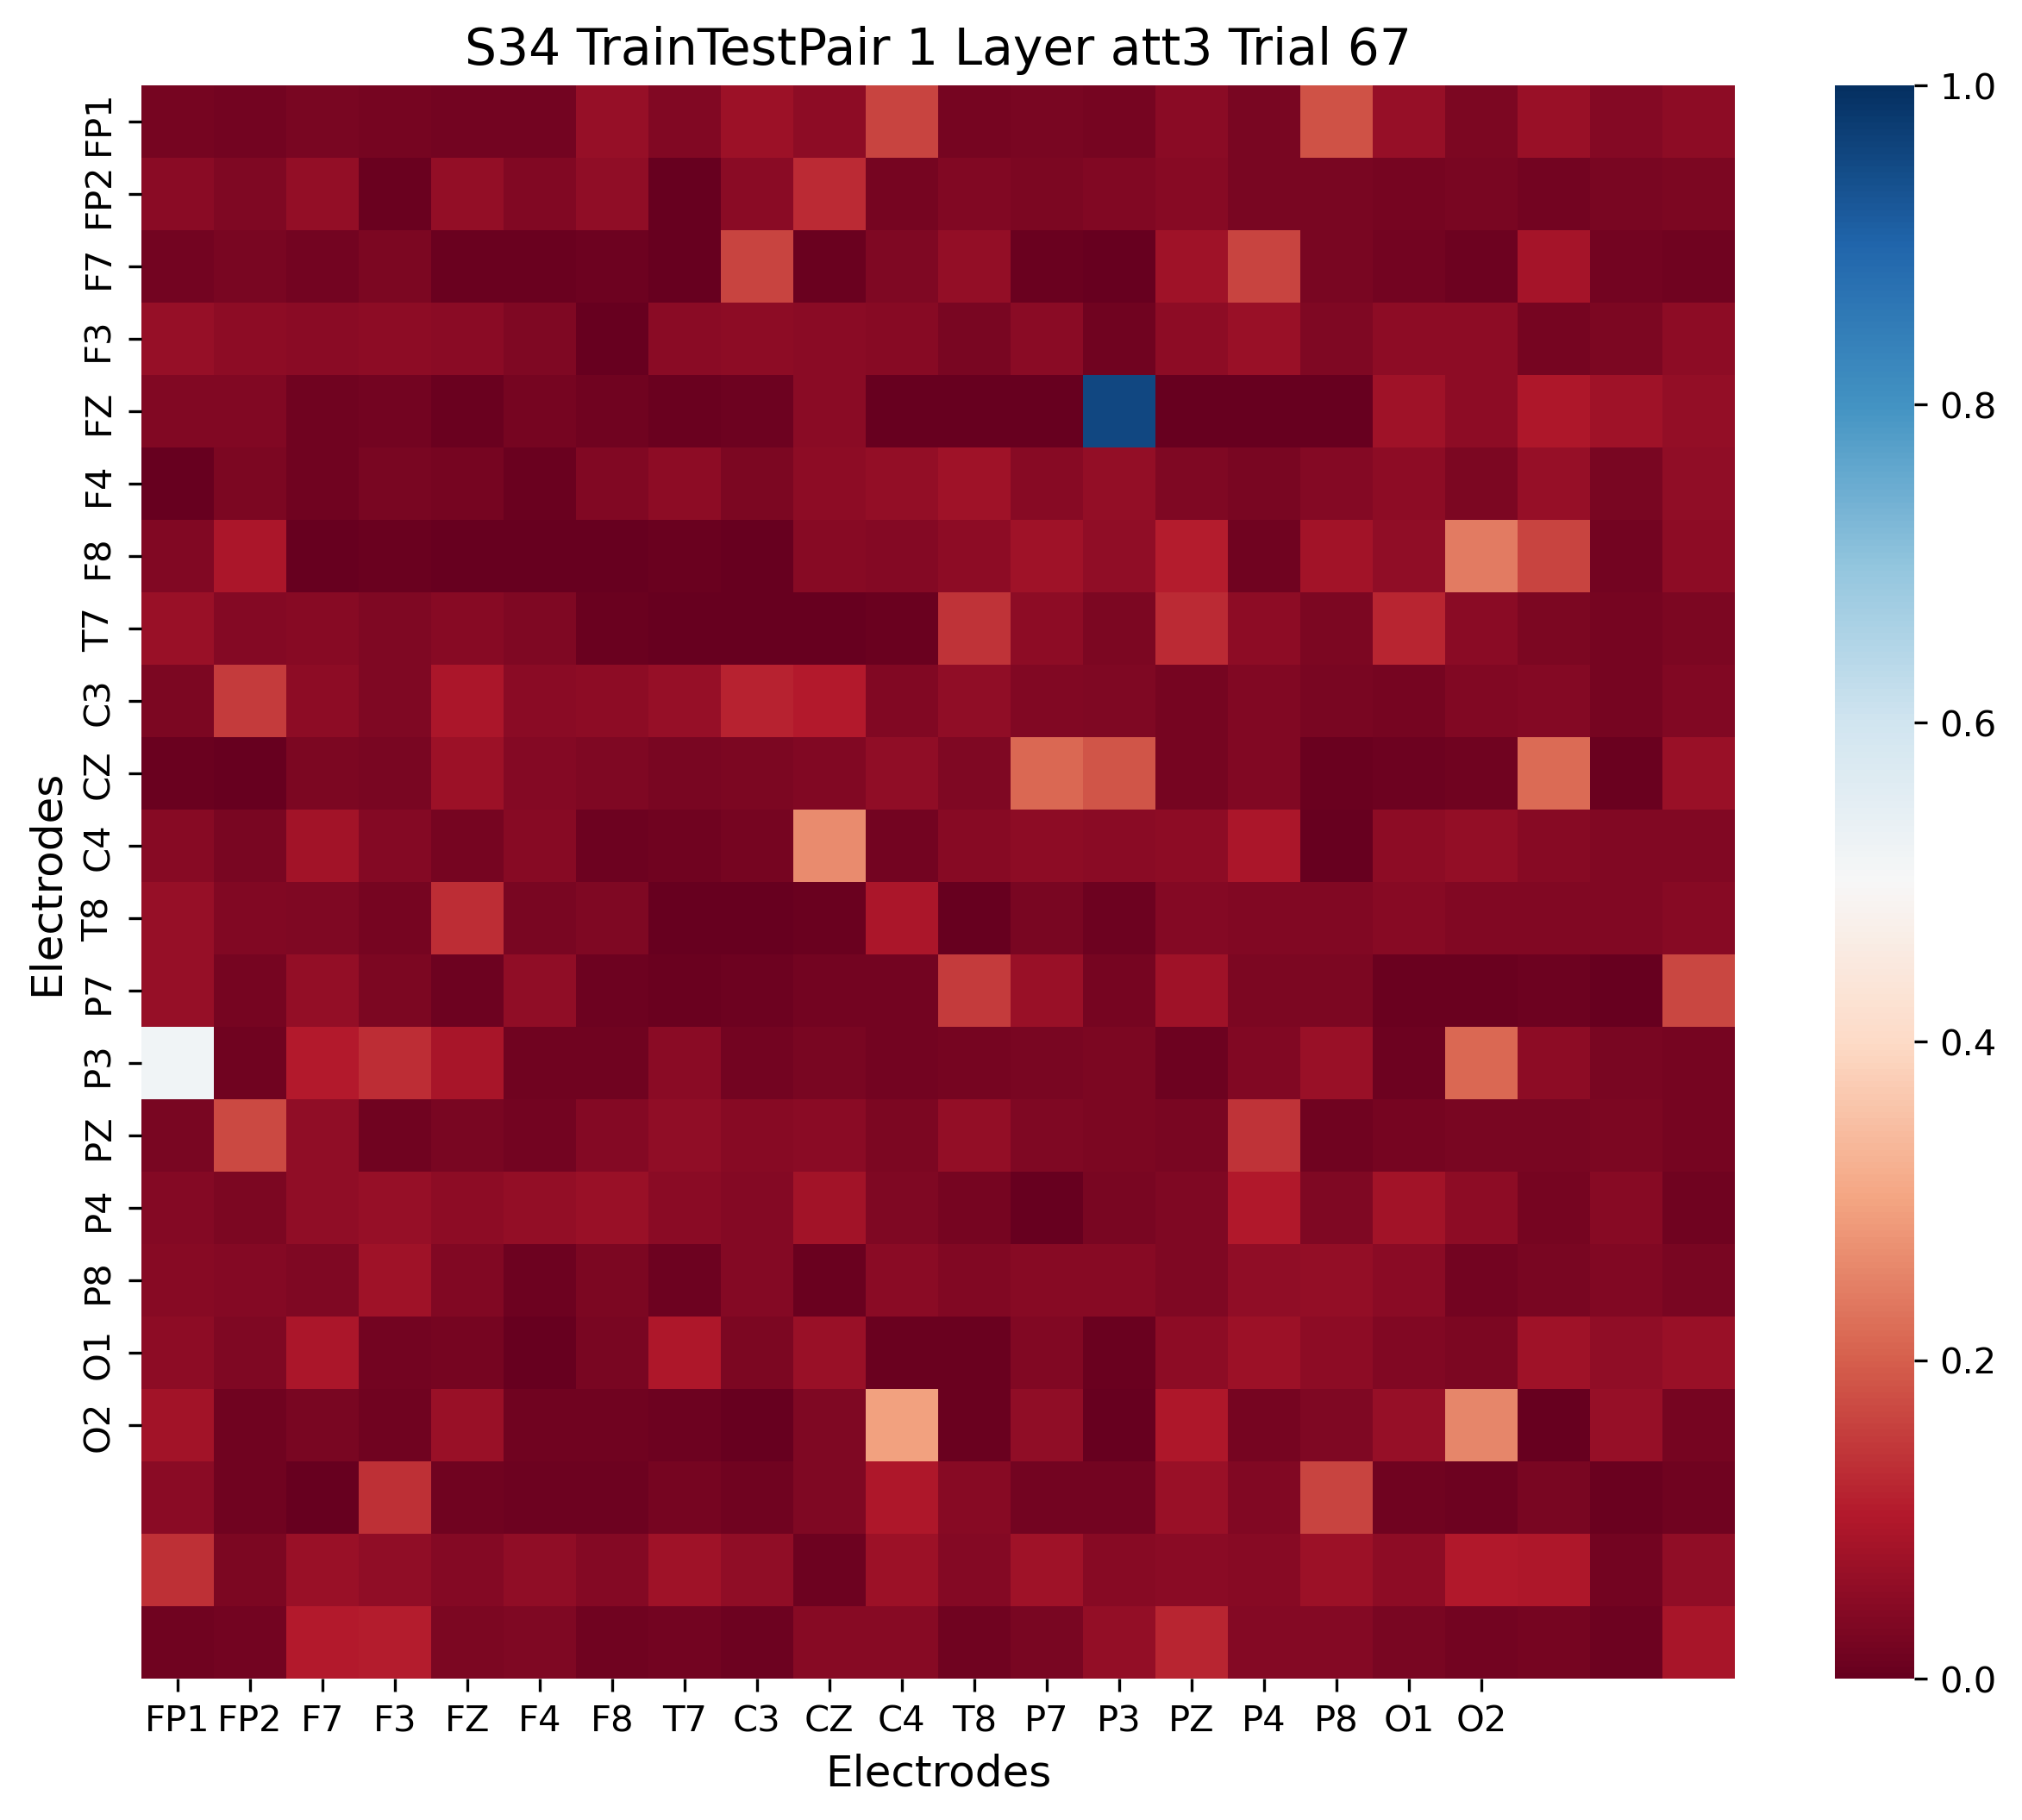 S34 TrainTestPair 1 Layer att3 Trial 67
Electrodes
FP1
FP2
F7
F3
FZ
F4
F8
T7
C3
CZ
C4
T8
P7
P3
PZ
P4
P8
O1
O2
FP1 FP2 F7 F3 FZ F4 F8 T7 C3 CZ C4 T8 P7 P3 PZ P4 P8 O1 O2
Electrodes
1.0
0.8
0.6
0.4
0.2
0.0